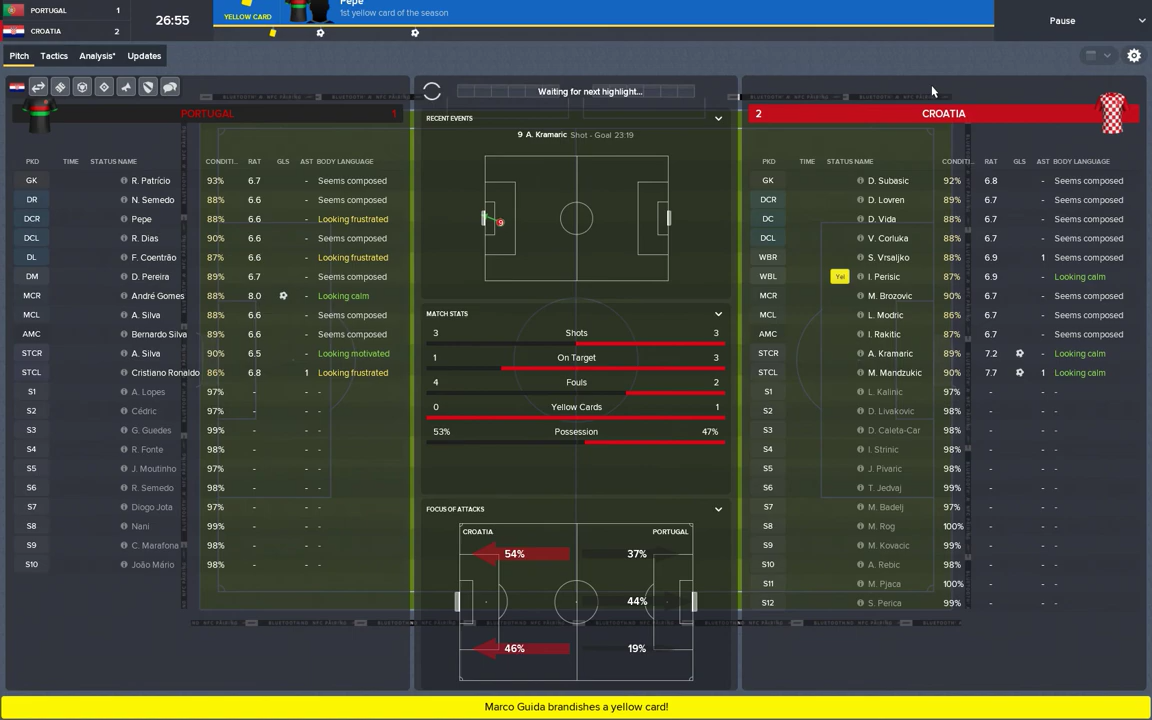 PORTUGAL 1
CROATIA 2
26:55
YELLOW CARD
Pepe
1st yellow card of the season
Pause
Pitch Tactics Analysis* Updates
PORTUGAL 1
PKD TIME STATUS NAME CONDITI... RAT GLS AST BODY LANGUAGE
GK R. Patrício 93% 6.7 - Seems composed
DR N. Semedo 88% 6.6 - Seems composed
DCR Pepe 88% 6.6 - Looking frustrated
DCL R. Dias 90% 6.6 - Seems composed
DL F. Coentrão 87% 6.6 - Looking frustrated
DM D. Pereira 89% 6.7 - Seems composed
MCR André Gomes 88% 8.0 - Looking calm
MCL A. Silva 88% 6.6 - Seems composed
AMC Bernardo Silva 89% 6.6 - Seems composed
STCR A. Silva 90% 6.5 - Looking motivated
STCL Cristiano Ronaldo 86% 6.8 1 Looking frustrated
S1 A. Lopes 97% - - -
S2 Cédric 97% - - -
S3 G. Guedes 99% - - -
S4 R. Fonte 98% - - -
S5 J. Moutinho 97% - - -
S6 R. Semedo 98% - - -
S7 Diogo Jota 97% - - -
S8 Nani 99% - - -
S9 C. Marafona 98% - - -
S10 João Mário 98% - - -
Waiting for next highlight...
RECENT EVENTS
9 A. Kramaric Shot - Goal 23:19
9
MATCH STATS
3 Shots 3
1 On Target 3
4 Fouls 2
0 Yellow Cards 1
53% Possession 47%
FOCUS OF ATTACKS
CROATIA PORTUGAL
54% 37%
44%
46% 19%
2 CROATIA
PKD TIME STATUS NAME CONDITI... RAT GLS AST BODY LANGUAGE
GK D. Subasic 92% 6.8 - Seems composed
DCR D. Lovren 89% 6.7 - Seems composed
DC D. Vida 88% 6.7 - Seems composed
DCL V. Corluka 88% 6.7 - Seems composed
WBR S. Vrsaljko 88% 6.9 1 Seems composed
WBL Yel I. Perisic 87% 6.9 - Looking calm
MCR M. Brozovic 90% 6.7 - Seems composed
MCL L. Modric 86% 6.7 - Seems composed
AMC I. Rakitic 87% 6.7 - Seems composed
STCR A. Kramaric 89% 7.2 - Looking calm
STCL M. Mandzukic 90% 7.7 1 Looking calm
S1 L. Kalinic 97% - - -
S2 D. Livakovic 98% - - -
S3 D. Caleta-Car 98% - - -
S4 I. Strinic 98% - - -
S5 J. Pivaric 98% - - -
S6 T. Jedvaj 98% - - -
S7 M. Badelj 97% - - -
S8 M. Rog 100% - - -
S9 M. Kovacic 99% - - -
S10 A. Rebic 98% - - -
S11 M. Pjaca 100% - - -
S12 S. Perica 99% - - -
Marco Guida brandishes a yellow card!